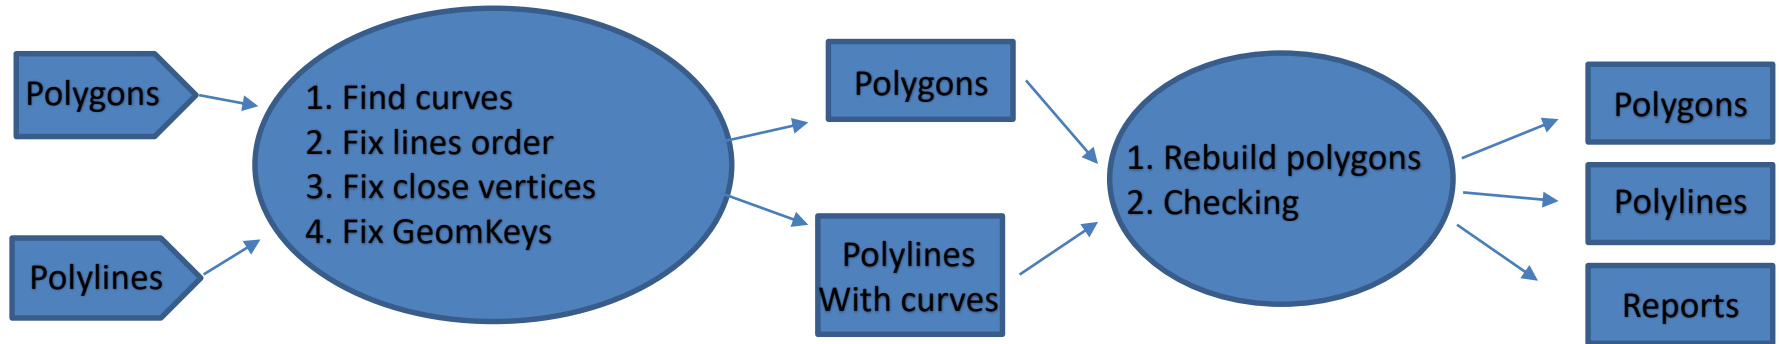 Polygons
Polylines
1. Find curves
2. Fix lines order
3. Fix close vertices
4. Fix GeomKeys
Polygons
Polylines
With curves
1. Rebuild polygons
2. Checking
Polygons
Polylines
Reports